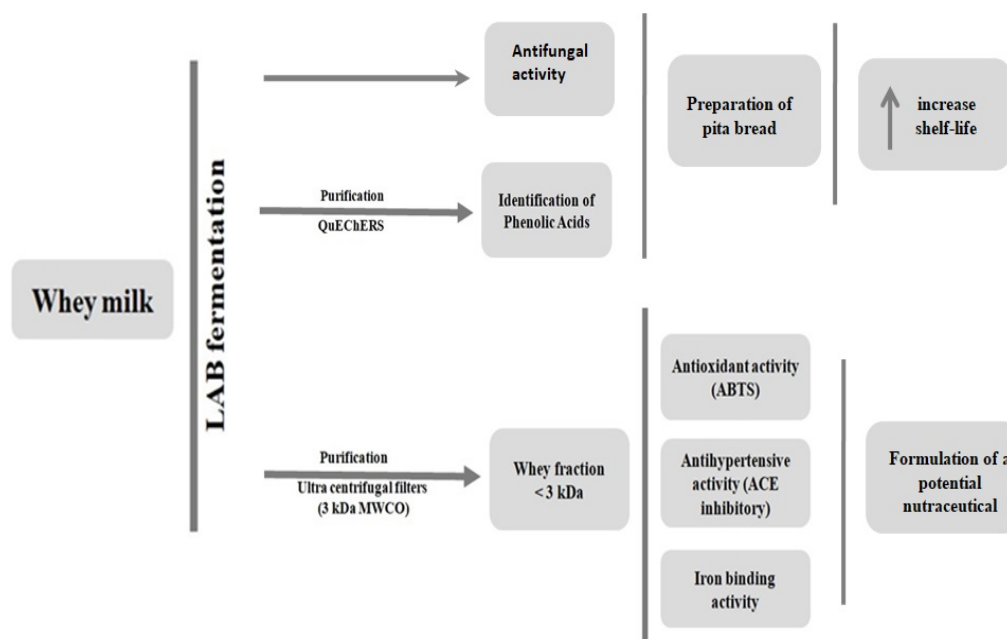 Whey milk
LAB fermentation
Antifungal
activity
Purification
QuEChERS
Identification of
Phenolic Acids
Preparation of
pita bread
increase
shelf-life
Purification
Ultra centrifugal filters
(3 kDa MWCO)
Whey fraction
< 3 kDa
Antioxidant activity
(ABTS)
Antihypertensive
activity (ACE
inhibitory)
Iron binding
activity
Formulation of a
potential
nutraceutical